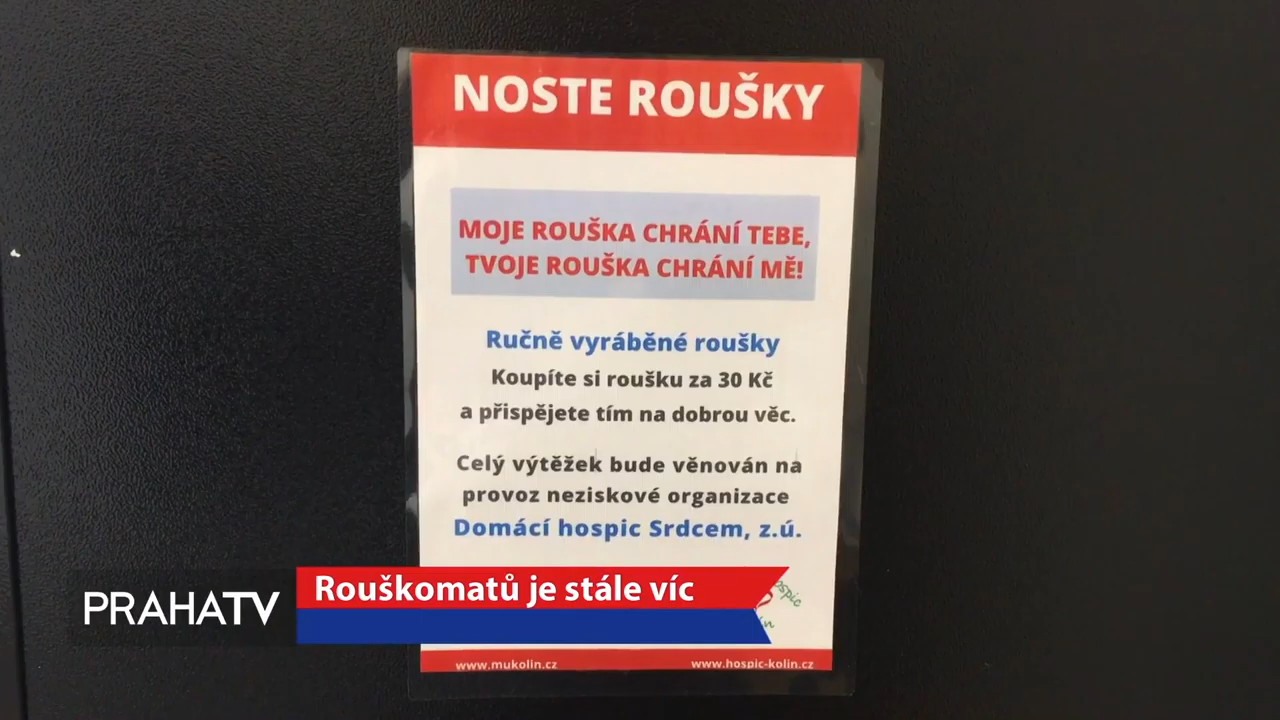 NOSTE ROUŠKY
MOJE ROUŠKA CHRÁNÍ TEBE,
TVOJE ROUŠKA CHRÁNÍ MĚ!
Ručně vyráběné roušky
Koupíte si roušku za 30 Kč
a přispějete tím na dobrou věc.
Celý výtěžek bude věnován na
provoz neziskové organizace
Domácí hospic Srdcem, z.ú.
PRAHATV
Rouškomatů je stále víc
www.mukolin.cz
www.hospic-kolin.cz